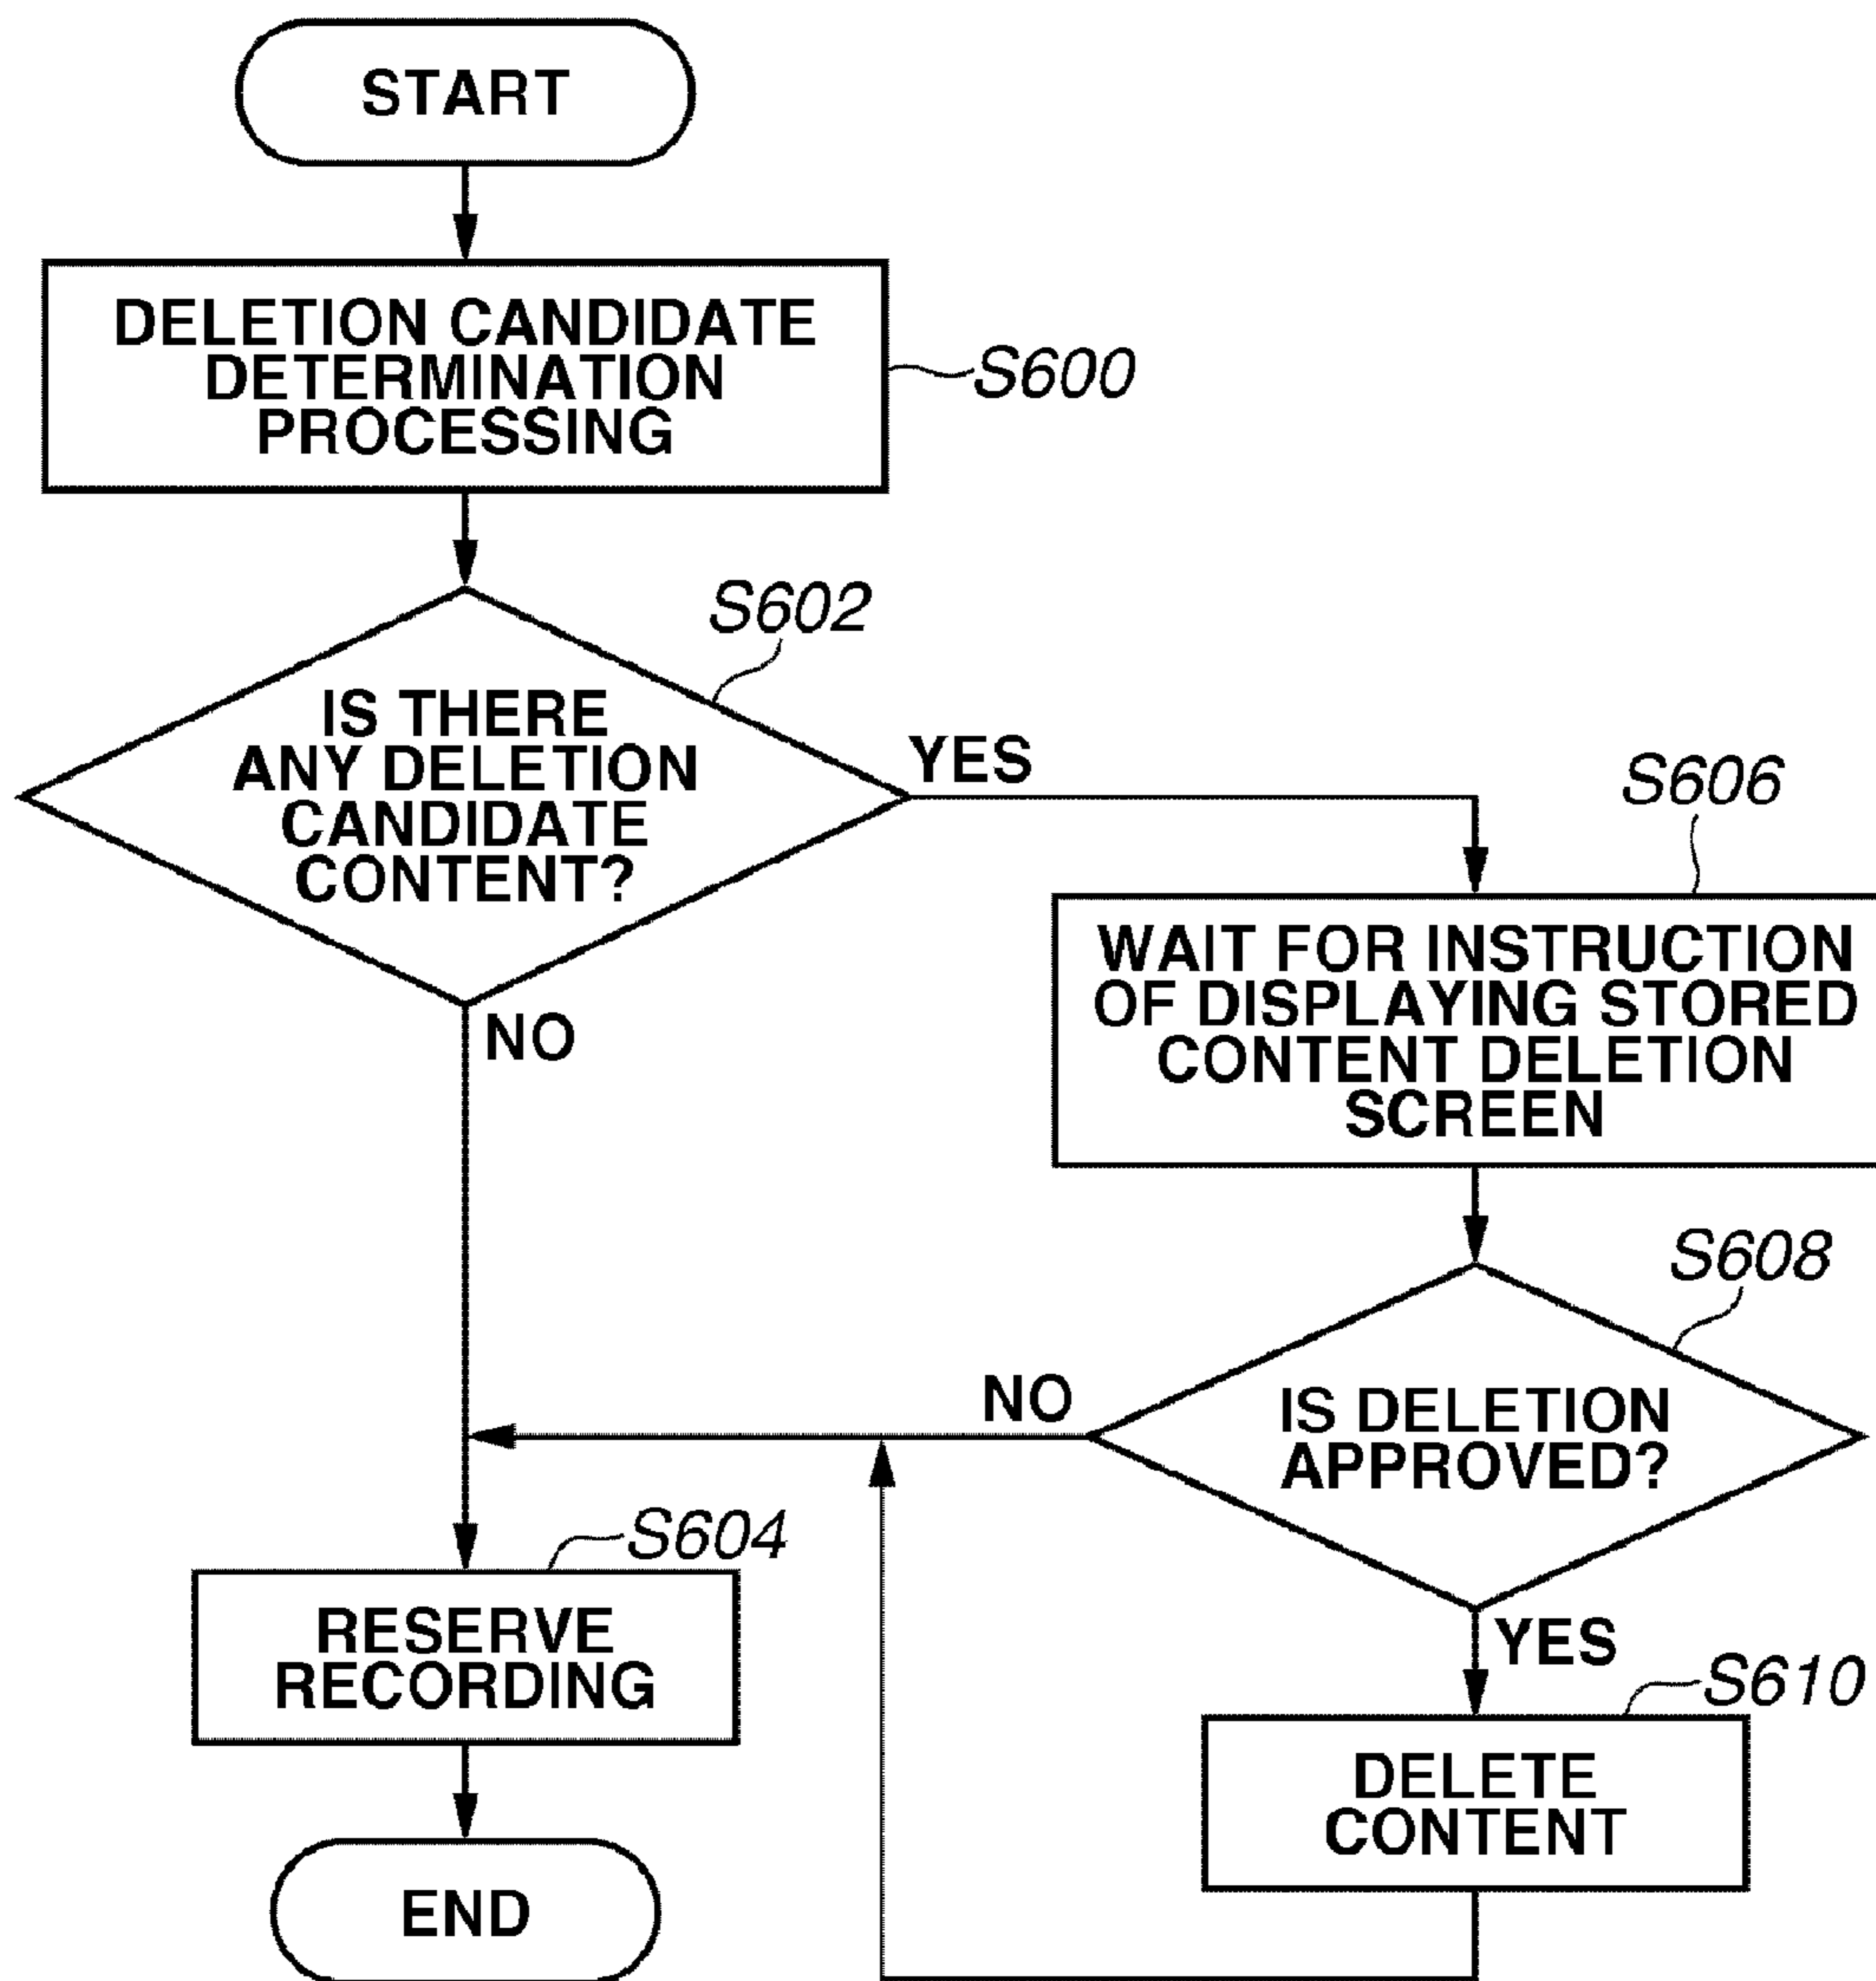 START
DELETION CANDIDATE
DETERMINATION
PROCESSING
S600
S602
IS THERE
ANY DELETION
CANDIDATE
CONTENT?
YES
NO
S606
WAIT FOR INSTRUCTION
OF DISPLAYING STORED
CONTENT DELETION
SCREEN
S608
IS DELETION
APPROVED?
NO
YES
S604
RESERVE
RECORDING
S610
DELETE
CONTENT
END